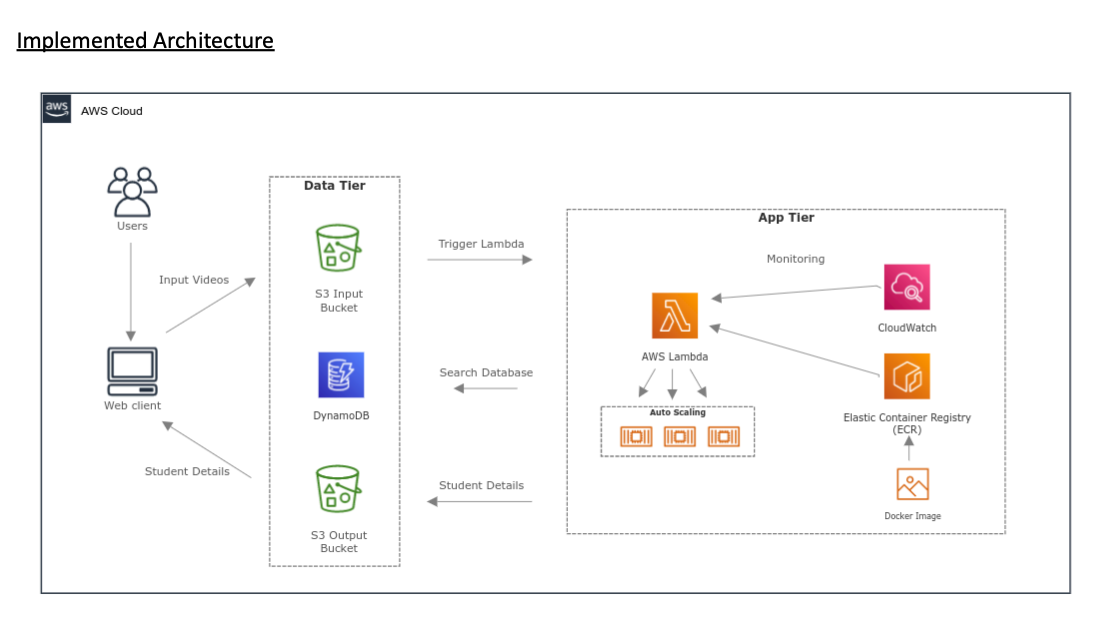 Implemented Architecture
aws
AWS Cloud
Users
Input Videos
Web client
Student Details
Data Tier
S3 Input
Bucket
DynamoDB
S3 Output
Bucket
Trigger Lambda
Search Database
Student Details
App Tier
Monitoring
CloudWatch
AWS Lambda
Auto Scaling
Elastic Container Registry
(ECR)
Docker Image